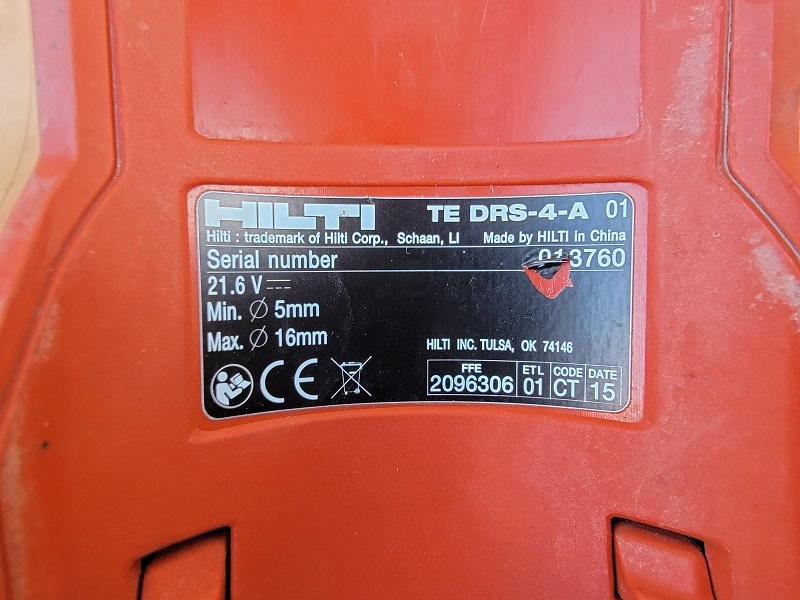 HILTI TE DRS-4-A 01
Hilti : trademark of Hilti Corp., Schaan, LI Made by HILTI in China
Serial number 013760
21.6 V
Min. Ø 5mm
Max. Ø 16mm
HILTI INC. TULSA, OK 74146
CE
FFE ETL CODE DATE
2096306 01 CT 15